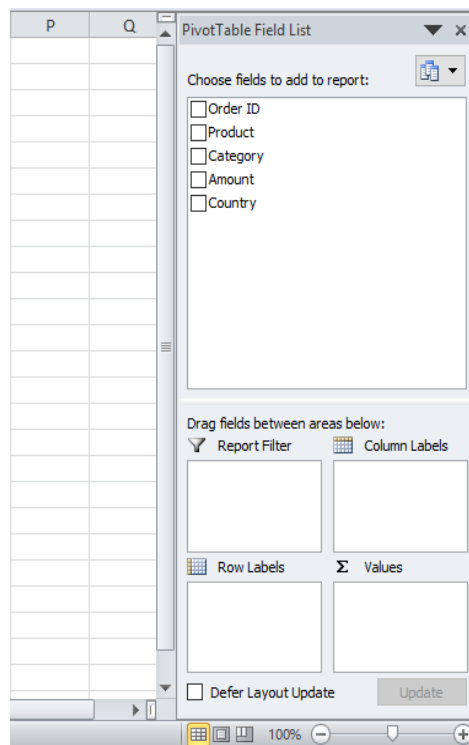 P Q
PivotTable Field List
Choose fields to add to report:
Order ID
Product
Category
Amount
Country
Drag fields between areas below:
Report Filter
Column Labels
Row Labels
Σ Values
Defer Layout Update
Update
100%